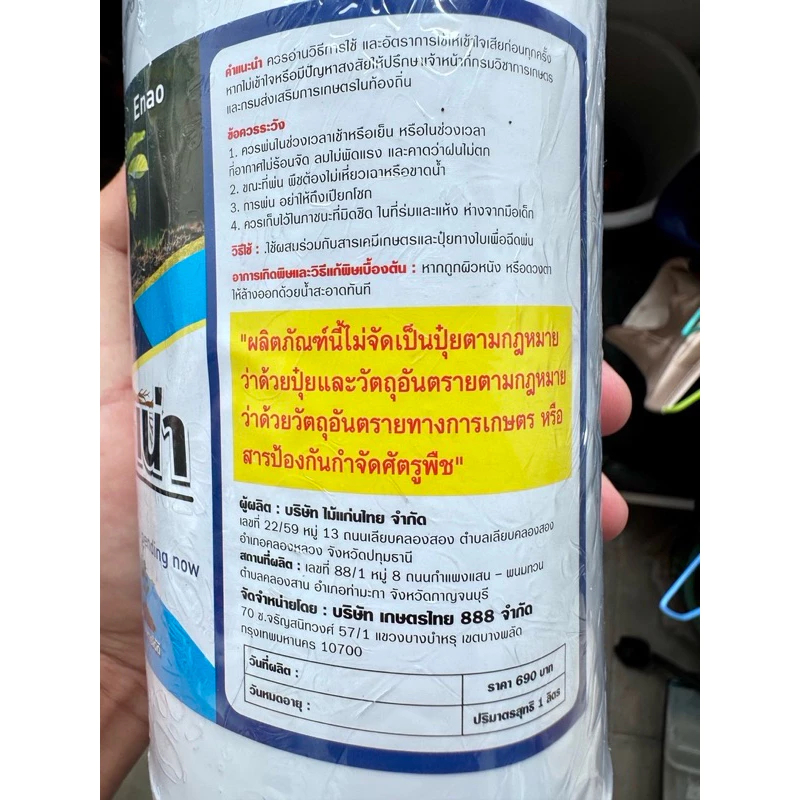 Enao
คำแนะนำ ควรอ่านวิธีการใช้ และอัตราการใช้ให้เข้าใจเสียก่อนทุกครั้ง
หากไม่เข้าใจหรือมีปัญหาสงสัยให้ปรึกษาเจ้าหน้าที่กรมวิชาการเกษตร
และกรมส่งเสริมการเกษตรในท้องถิ่น
ข้อควรระวัง
1. ควรพ่นในช่วงเวลาเช้าหรือเย็น หรือในช่วงเวลา
ที่อากาศไม่ร้อนจัด ลมไม่พัดแรง และคาดว่าฝนไม่ตก
2. ขณะที่พ่น พืชต้องไม่เหี่ยวเฉาหรือขาดน้ำ
3. การพ่น อย่าให้ถึงเปียกโชก
4. ควรเก็บไว้ในภาชนะที่มิดชิด ในที่ร่มและแห้ง ห่างจากมือเด็ก
วิธีใช้ : .ใช้ผสมร่วมกับสารเคมีเกษตรและปุ๋ยทางใบเพื่อฉีดพ่น
อาการเกิดพิษและวิธีแก้พิษเบื้องต้น : หากถูกผิวหนัง หรือดวงตา
ให้ล้างออกด้วยน้ำสะอาดทันที
"ผลิตภัณฑ์นี้ไม่จัดเป็นปุ๋ยตามกฎหมาย
ว่าด้วยปุ๋ยและวัตถุอันตรายตามกฎหมาย
ว่าด้วยวัตถุอันตรายทางการเกษตร หรือ
สารป้องกันกำจัดศัตรูพืช"
น่า
ending now
ผู้ผลิต : บริษัท ไม้แก่นไทย จำกัด
เลขที่ 22/59 หมู่ 13 ถนนเลียบคลองสอง ตำบลเลียบคลองสอง
อำเภอคลองหลวง จังหวัดปทุมธานี
สถานที่ผลิต : เลขที่ 88/1 หมู่ 8 ถนนกำแพงแสน - พนมทวน
ตำบลคลองสาน อำเภอท่ามะกา จังหวัดกาญจนบุรี
จัดจำหน่ายโดย : บริษัท เกษตรไทย 888 จำกัด
70 ซ.จรัญสนิทวงศ์ 57/1 แขวงบางบำหรุ เขตบางพลัด
กรุงเทพมหานคร 10700
วันที่ผลิต : ราคา 690 บาท
วันหมดอายุ : ปริมาตรสุทธิ 1 ลิตร